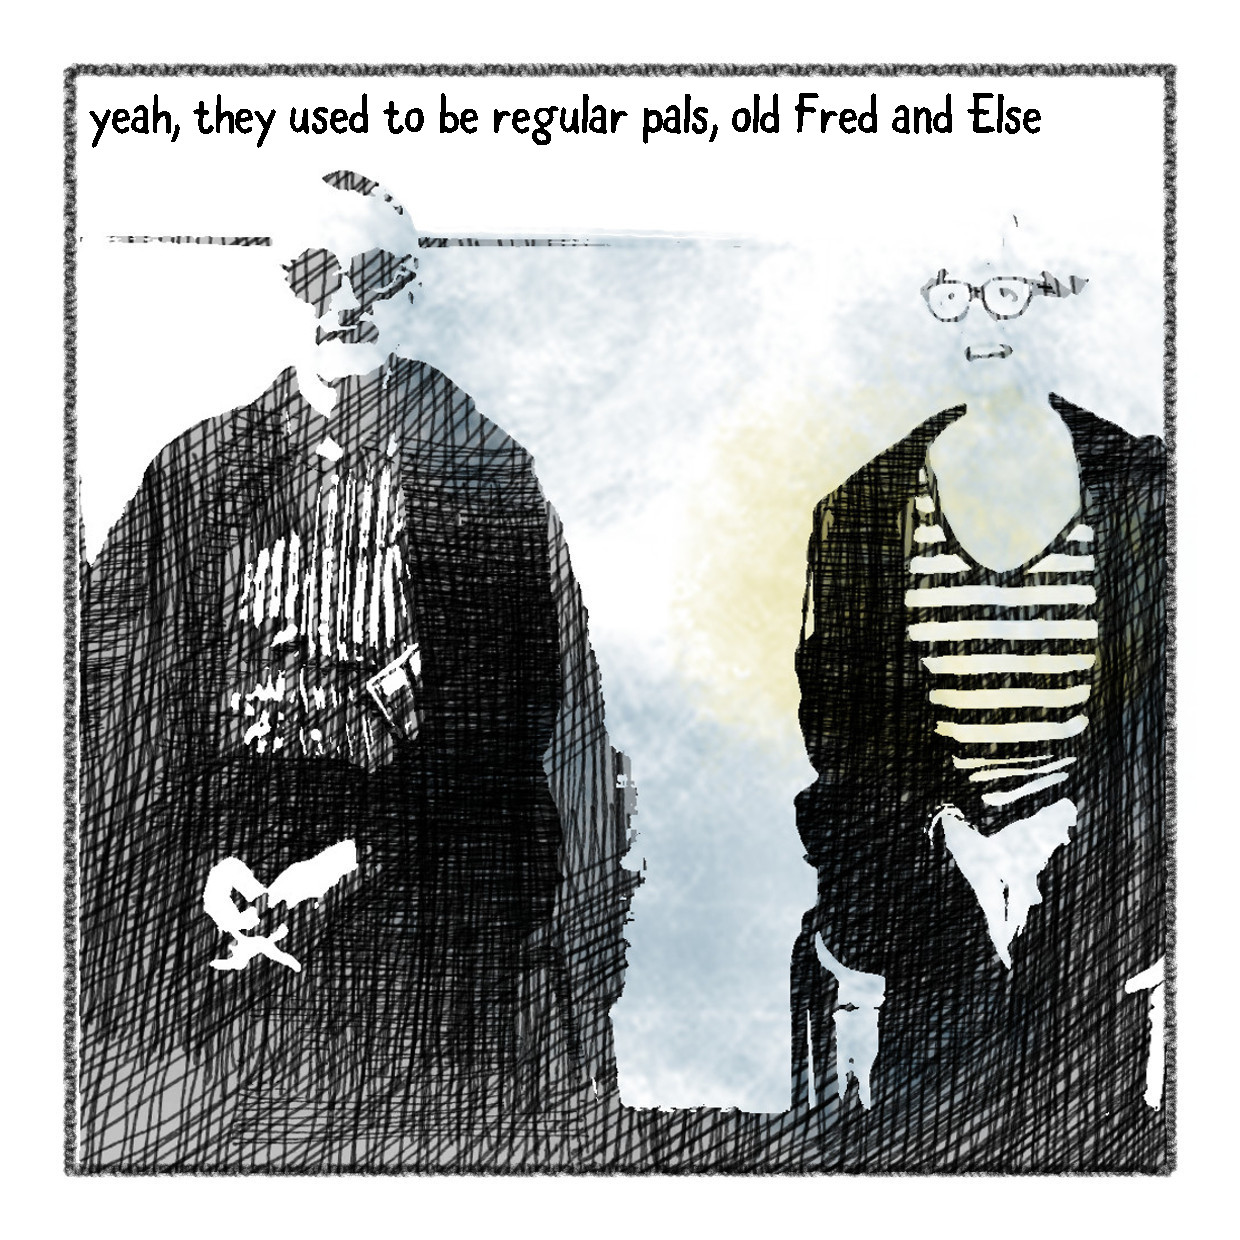 yeah, they used to be regular pals, old Fred and Else